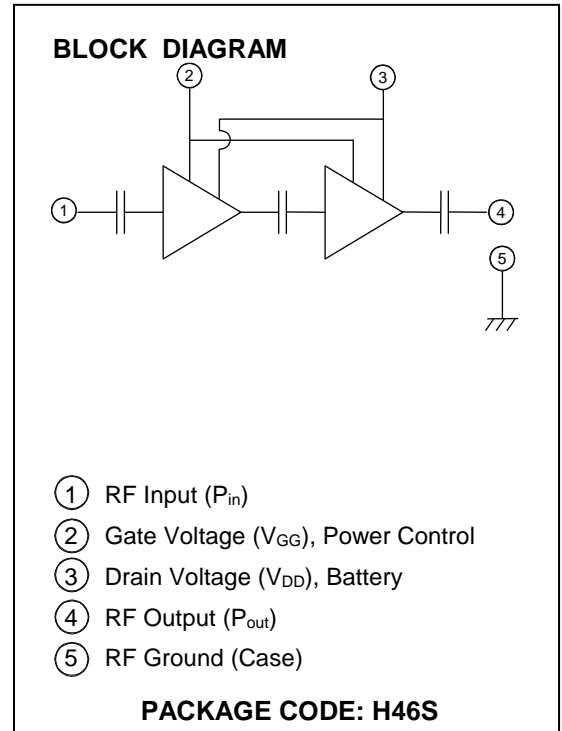 BLOCK DIAGRAM
2 3
1 4
5
1 RF Input (Pin)
2 Gate Voltage (VGG), Power Control
3 Drain Voltage (VDD), Battery
4 RF Output (Pout)
5 RF Ground (Case)
PACKAGE CODE: H46S